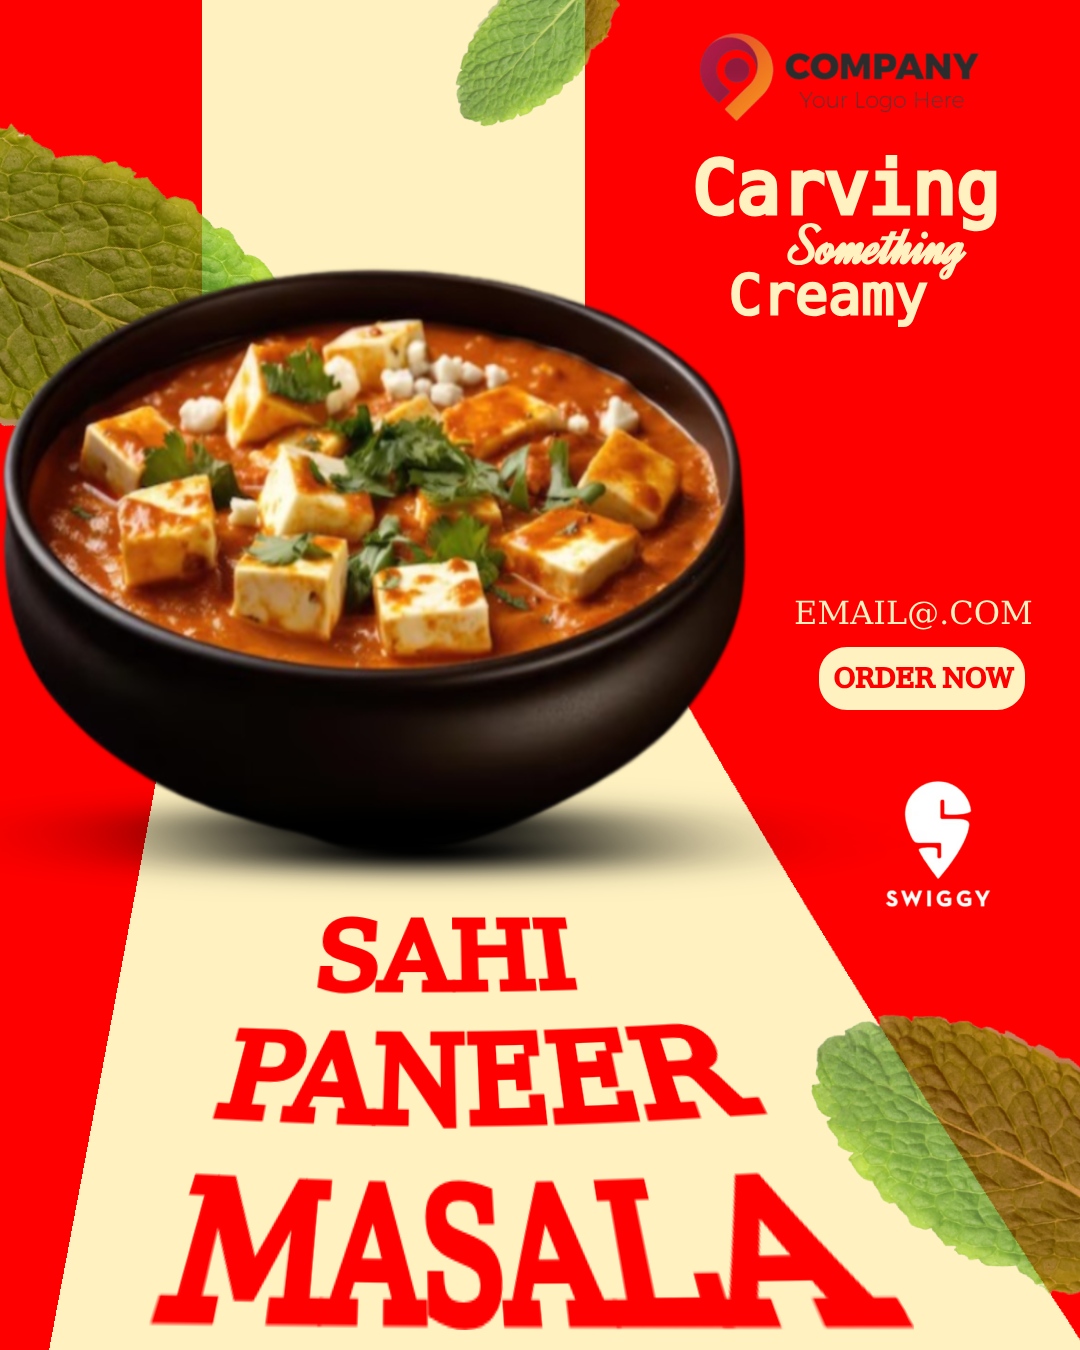 COMPANY
Your Logo Here
Carving
Something
Creamy
EMAIL@.COM
ORDER NOW
SWIGGY
SAHI
PANEER
MASALA